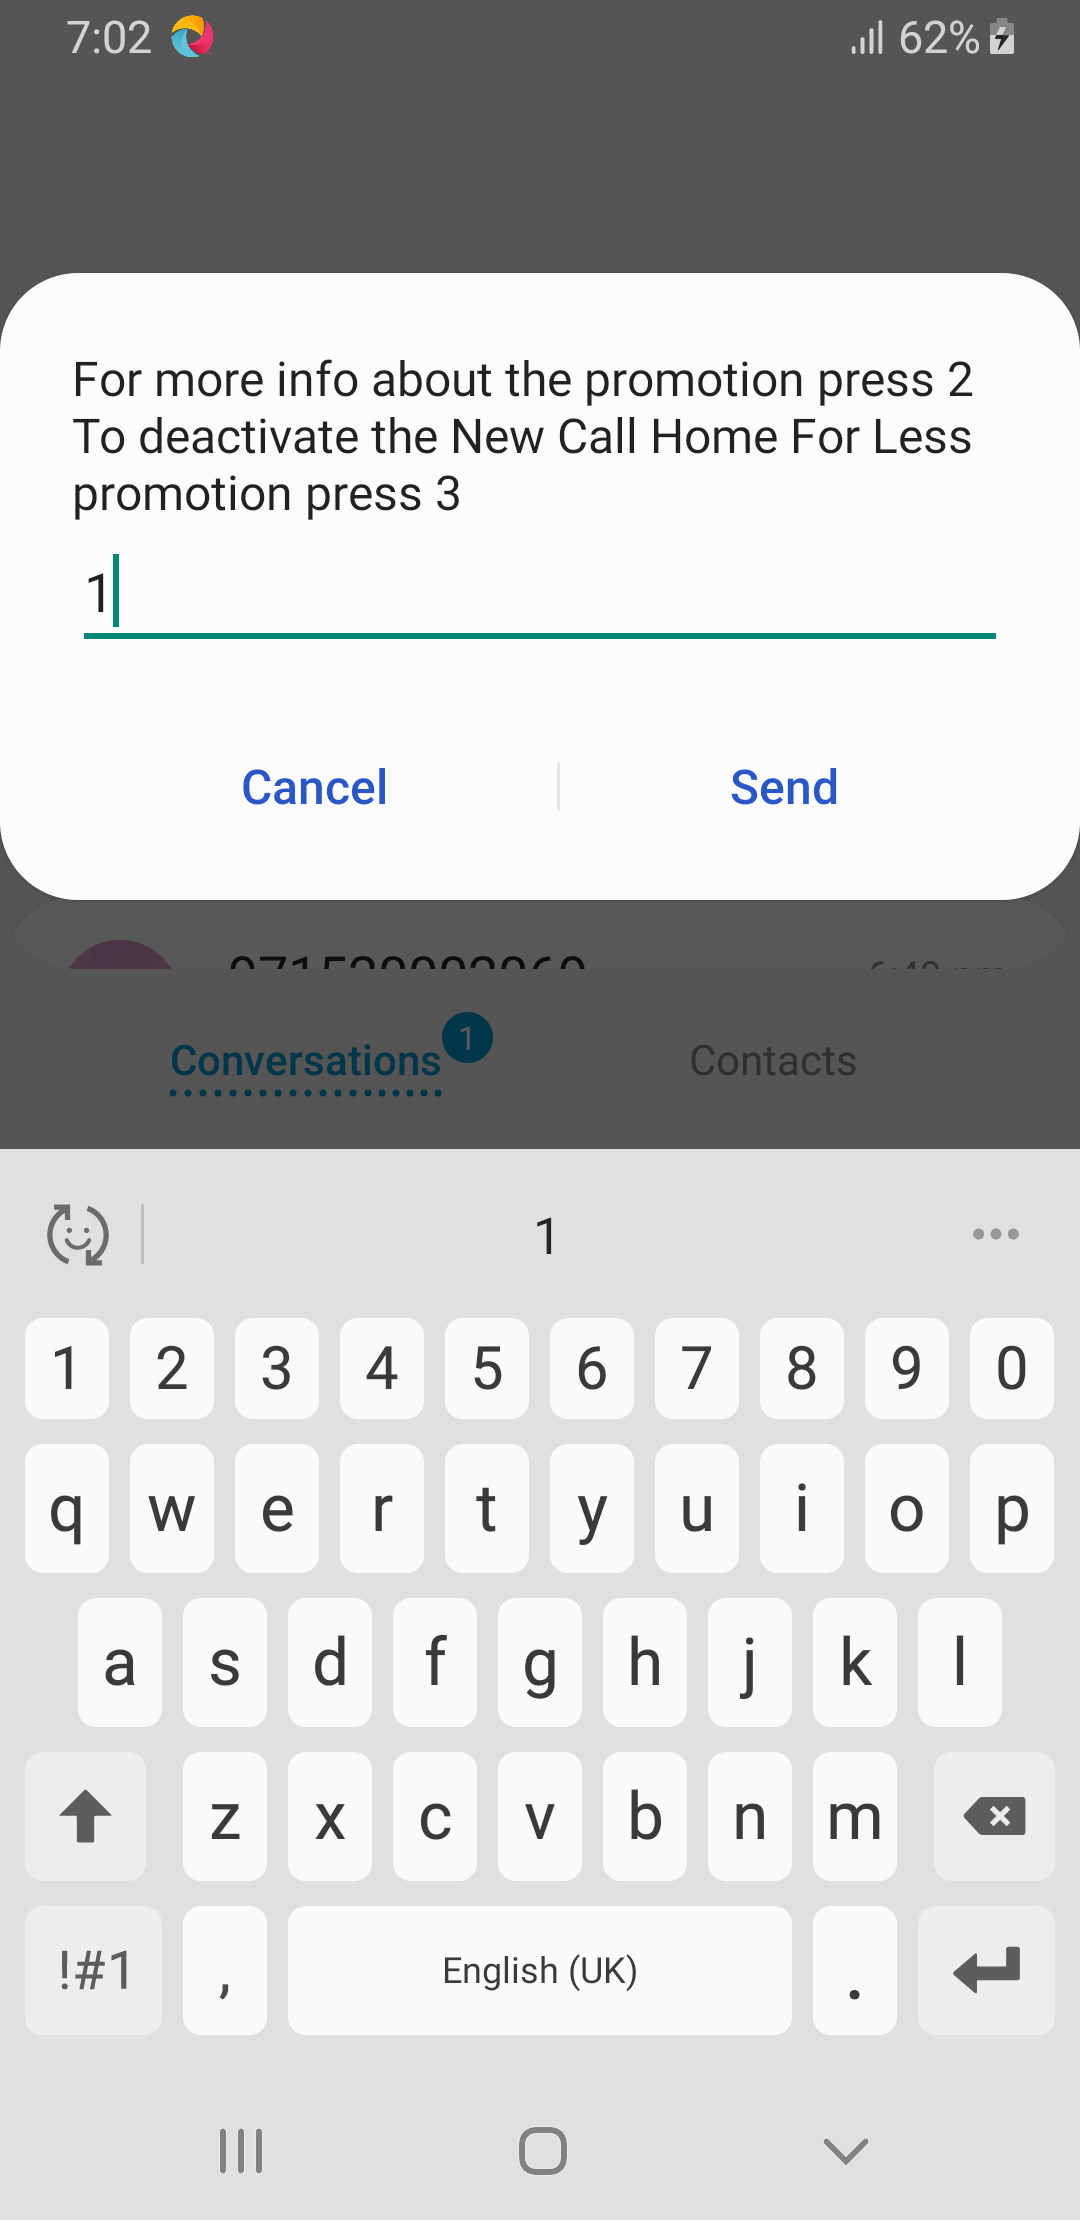 7:02
62%
For more info about the promotion press 2
To deactivate the New Call Home For Less
promotion press 3
1
Cancel
Send
Conversations
1
Contacts
1
1 2 3 4 5 6 7 8 9 0
q w e r t y u i o p
a s d f g h j k l
z x c v b n m
!#1 , English (UK) .